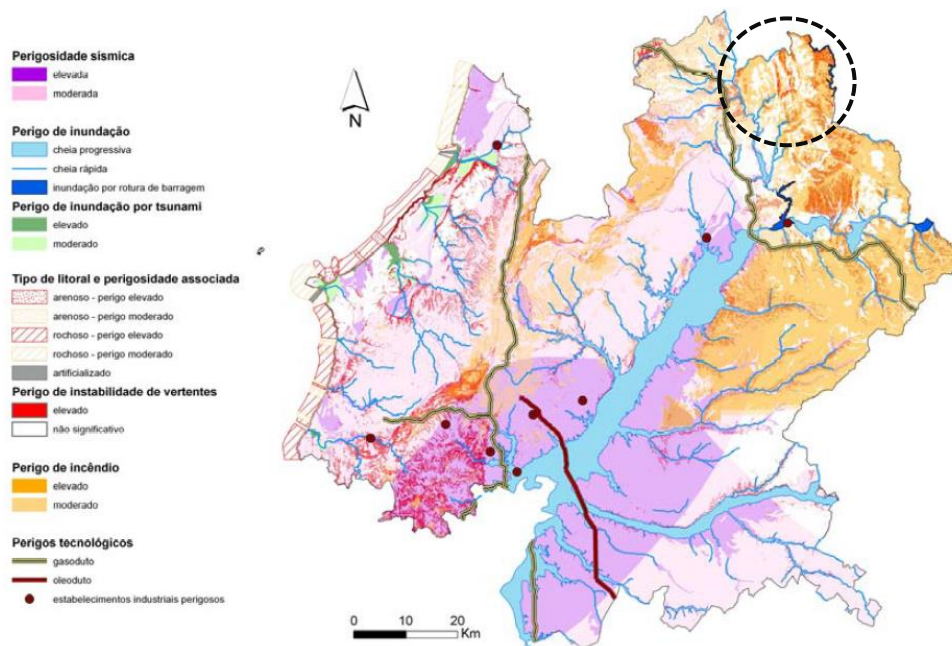 Perigosidade sísmica
elevada
moderada
Perigo de inundação
cheia progressiva
cheia rápida
inundação por rotura de barragem
Perigo de inundação por tsunami
elevado
moderado
Tipo de litoral e perigosidade associada
arenoso - perigo elevado
arenoso - perigo moderado
rochoso - perigo elevado
rochoso - perigo moderado
artificializado
Perigo de instabilidade de vertentes
elevado
não significativo
Perigo de incêndio
elevado
moderado
Perigos tecnológicos
gasoduto
oleoduto
estabelecimentos industriais perigosos
N
0 10 20
Km